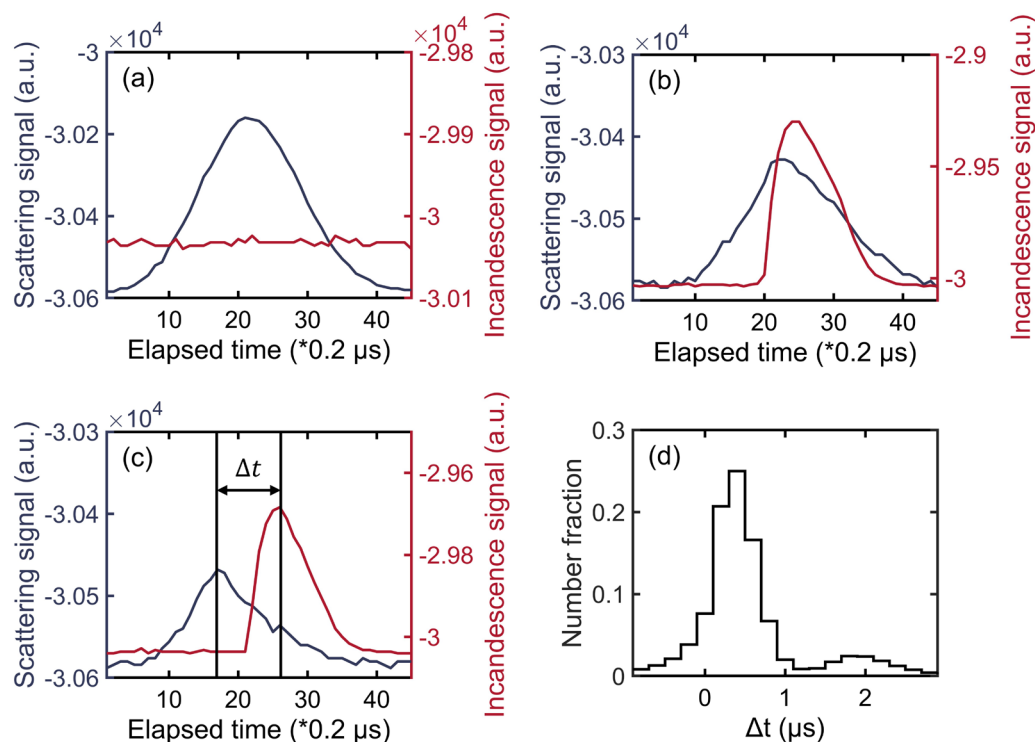 (a)
×10⁴
×10⁴
Scattering signal (a.u.)
-3
-3.02
-3.04
-3.06
Incandescence signal (a.u.)
-2.98
-2.99
-3
-3.01
10 20 30 40
Elapsed time (*0.2 μs)
(b)
×10⁴
Scattering signal (a.u.)
-3.03
-3.04
-3.05
-3.06
Incandescence signal (a.u.)
-2.9
-2.95
-3
10 20 30 40
Elapsed time (*0.2 μs)
(c)
×10⁴
Δt
Scattering signal (a.u.)
-3.03
-3.04
-3.05
-3.06
Incandescence signal (a.u.)
-2.96
-2.98
-3
10 20 30 40
Elapsed time (*0.2 μs)
(d)
Number fraction
0.3
0.2
0.1
0
0 1 2
Δt (μs)